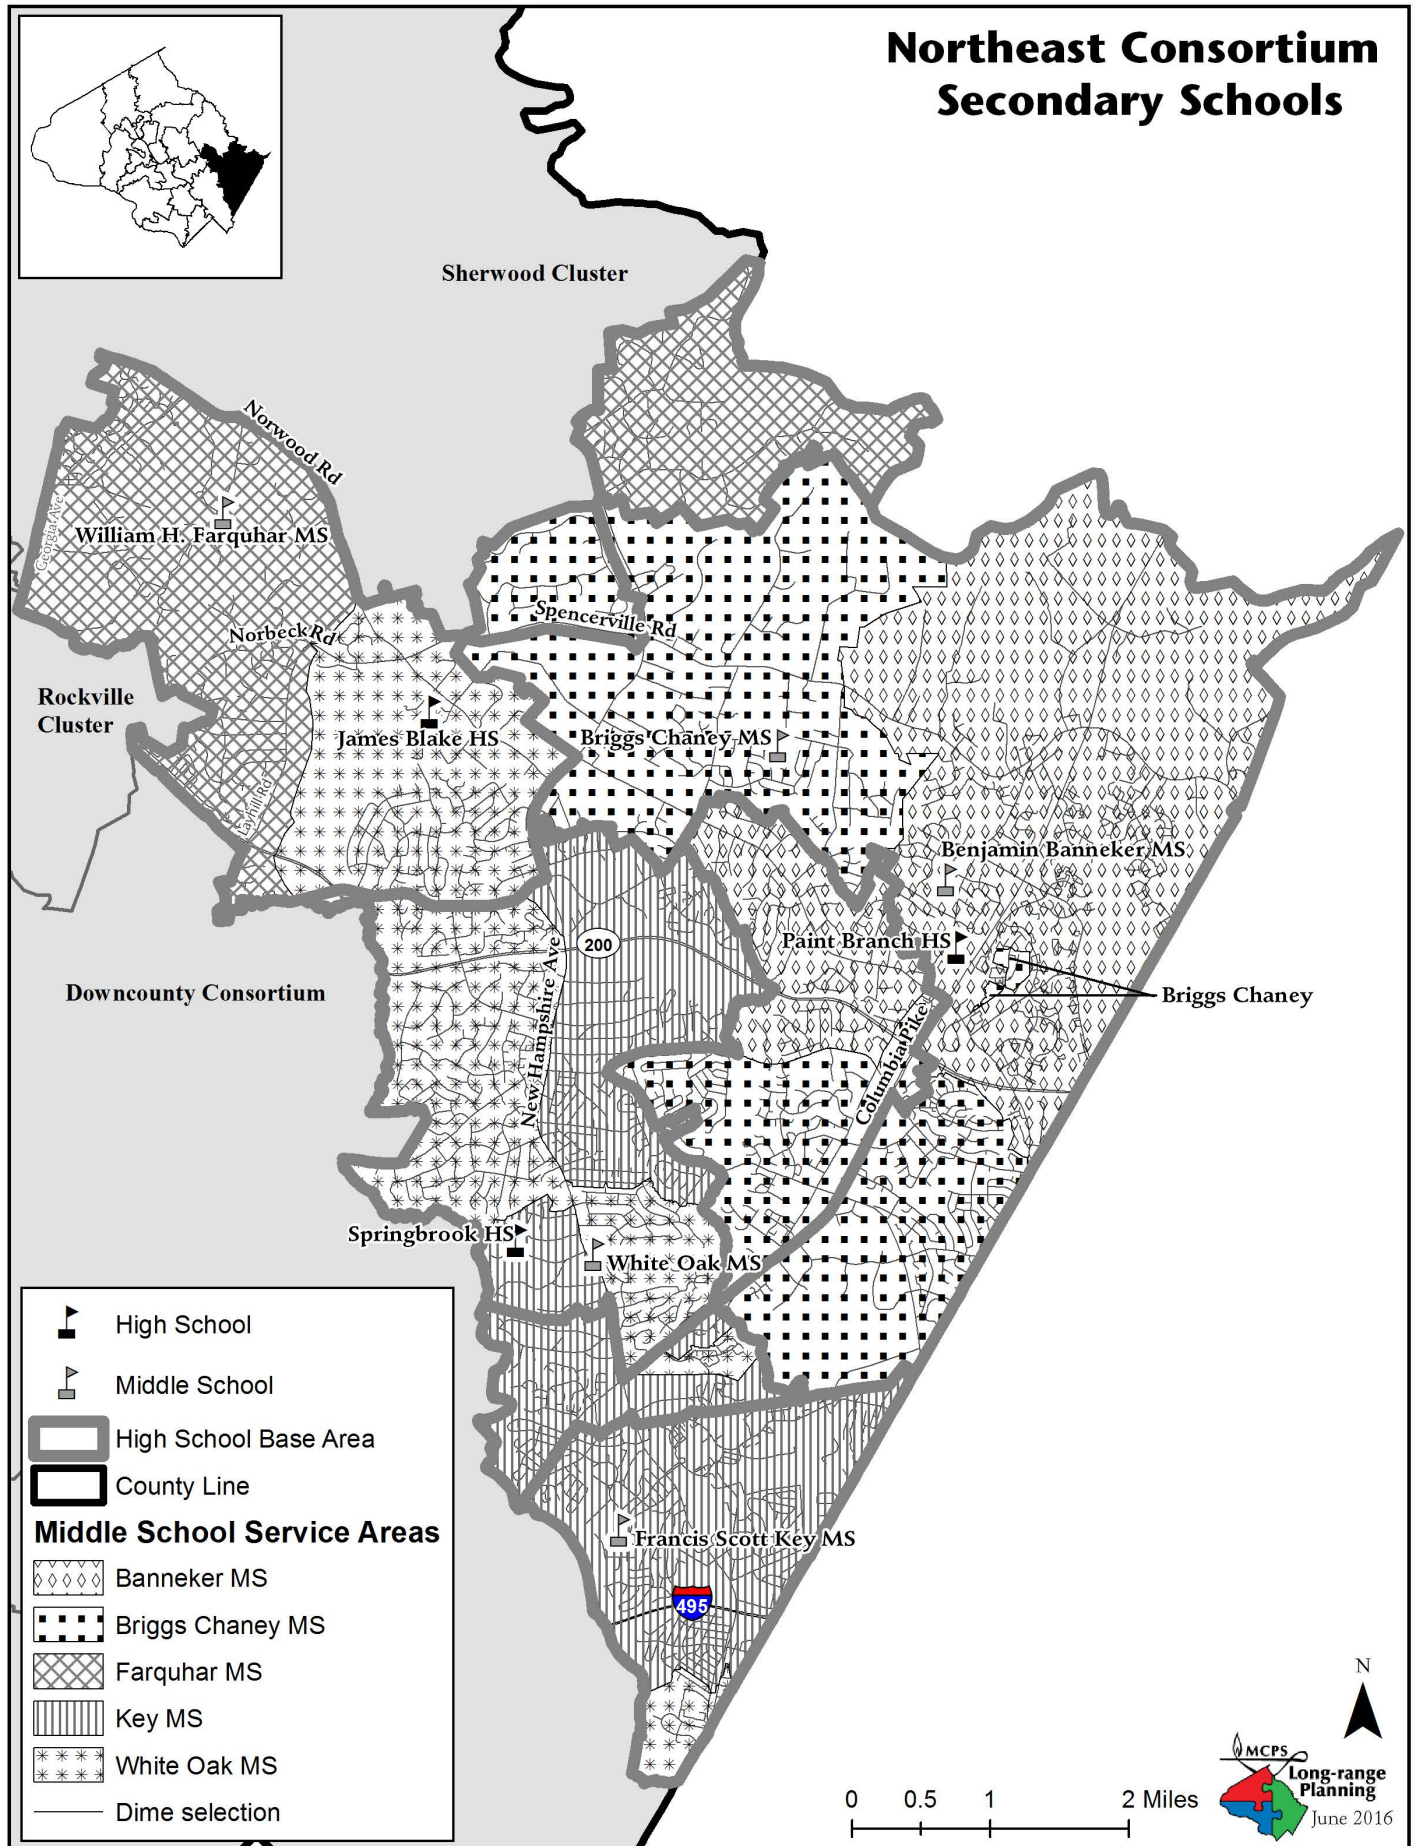 Northeast Consortium
Secondary Schools
Sherwood Cluster
Norwood Rd
Georgia Ave
William H. Farquhar MS
Spencerville Rd
Norbeck Rd
Rockville
Cluster
James Blake HS
Briggs Chaney MS
Layhill Rd
Benjamin Banneker MS
Paint Branch HS
200
New Hampshire Ave
Downcounty Consortium
Briggs Chaney
Columbia Pike
Springbrook HS
White Oak MS
High School
Middle School
High School Base Area
County Line
Middle School Service Areas
Banneker MS
Briggs Chaney MS
Farquhar MS
Key MS
White Oak MS
Dime selection
Francis Scott Key MS
495
N
0 0.5 1 2 Miles
MCPS
Long-range
Planning
June 2016